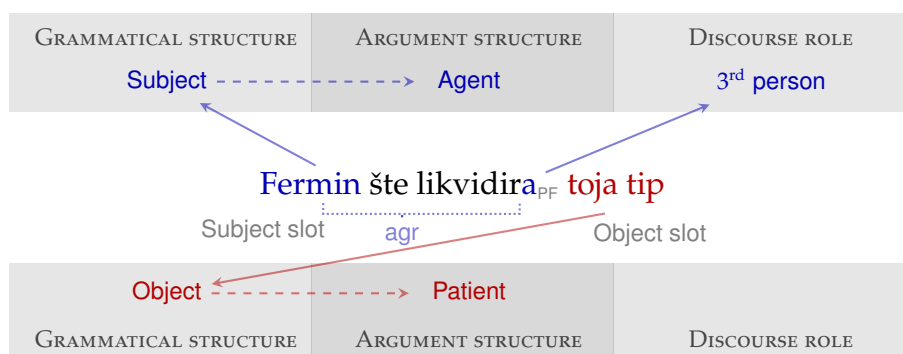 GRAMMATICAL STRUCTURE ARGUMENT STRUCTURE DISCOURSE ROLE
Subject Agent 3rd person
Fermin šte likvidiraPF toja tip
Subject slot agr Object slot
Object Patient
GRAMMATICAL STRUCTURE ARGUMENT STRUCTURE DISCOURSE ROLE